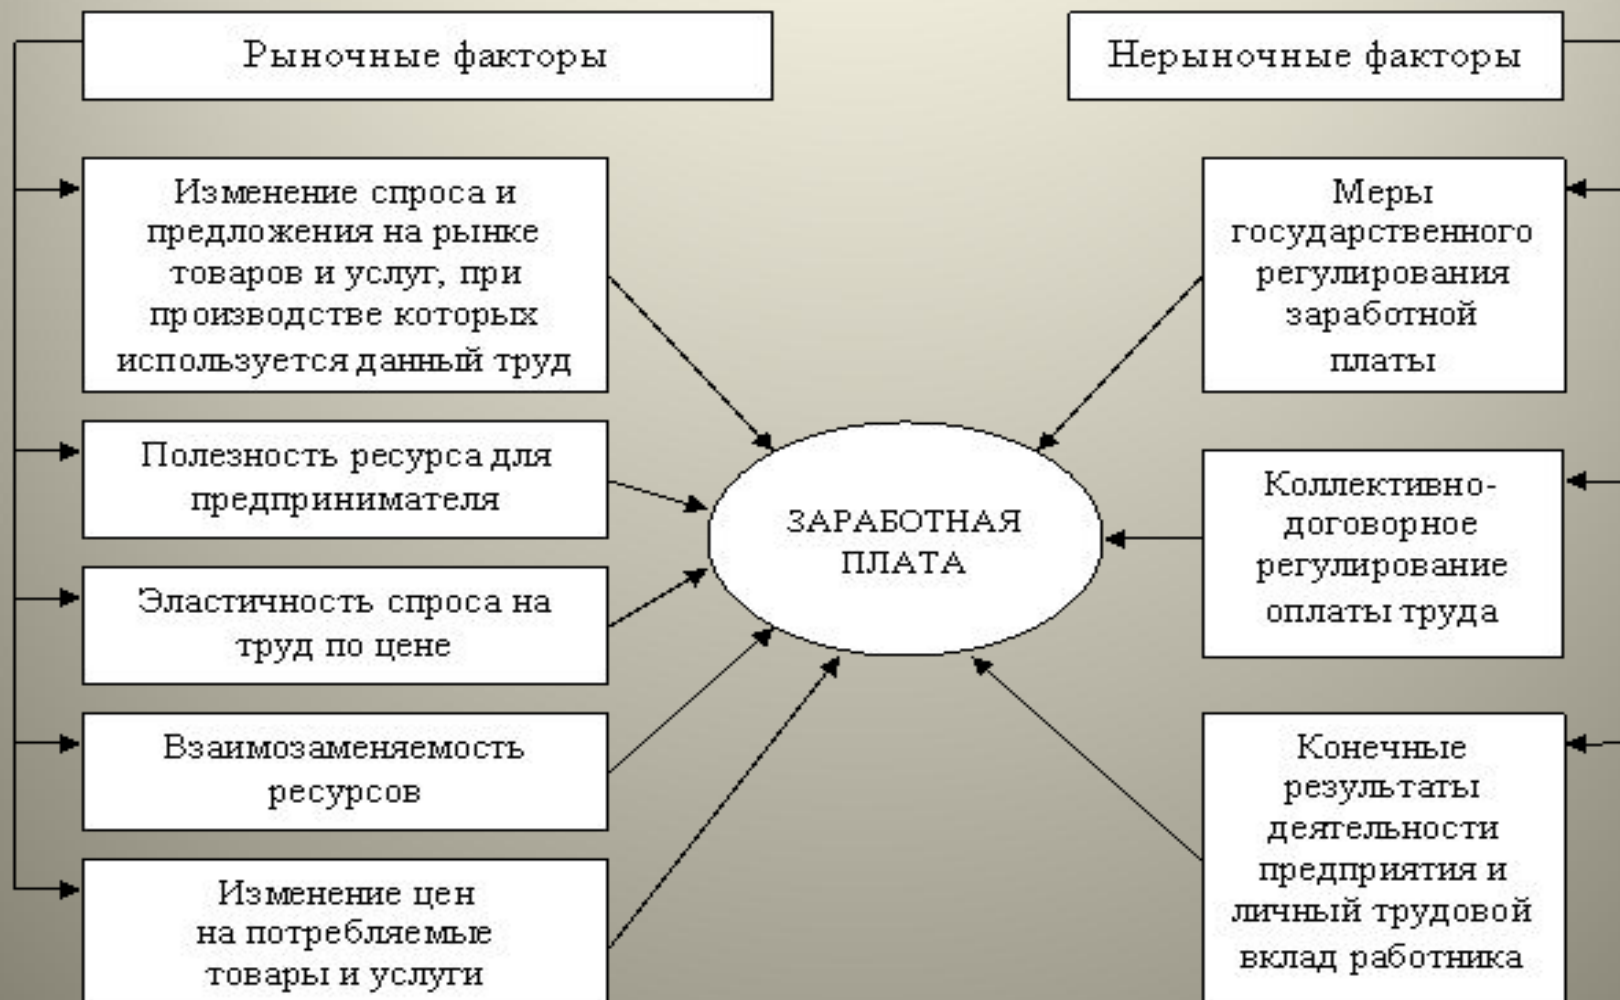 Рыночные факторы
Нерыночные факторы
Изменение спроса и
предложения на рынке
товаров и услуг, при
производстве которых
используется данный труд
Полезность ресурса для
предпринимателя
Эластичность спроса на
труд по цене
Взаимозаменяемость
ресурсов
Изменение цен
на потребляемые
товары и услуги
ЗАРАБОТНАЯ
ПЛАТА
Меры
государственного
регулирования
заработной
платы
Коллективно-
договорное
регулирование
оплаты труда
Конечные
результаты
деятельности
предприятия и
личный трудовой
вклад работника